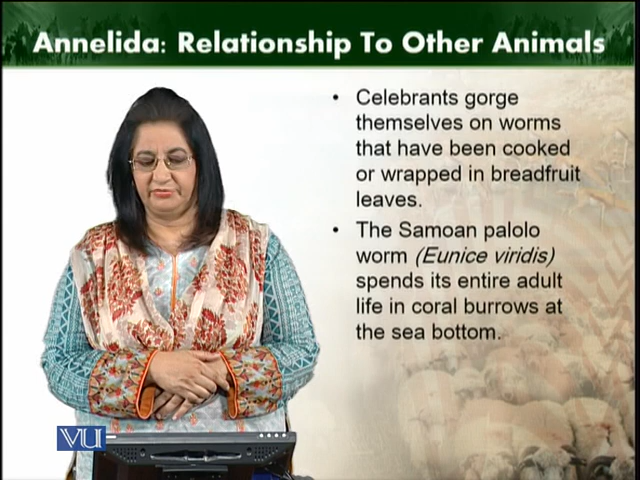 Annelida: Relationship To Other Animals
• Celebrants gorge
themselves on worms
that have been cooked
or wrapped in breadfruit
leaves.
• The Samoan palolo
worm (Eunice viridis)
spends its entire adult
life in coral burrows at
the sea bottom.
VU